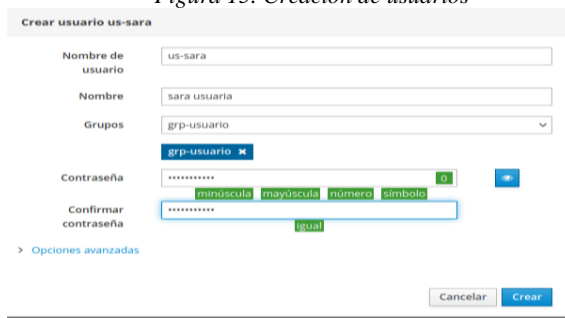 Figura 15. Creación de usuarios
Crear usuario us-sara
Nombre de usuario
us-sara
Nombre
sara usuaria
Grupos
grp-usuario
grp-usuario ×
Contraseña
•••••••••••
0
minúscula mayúscula número símbolo
Confirmar contraseña
•••••••••••
Igual
> Opciones avanzadas
Cancelar Crear